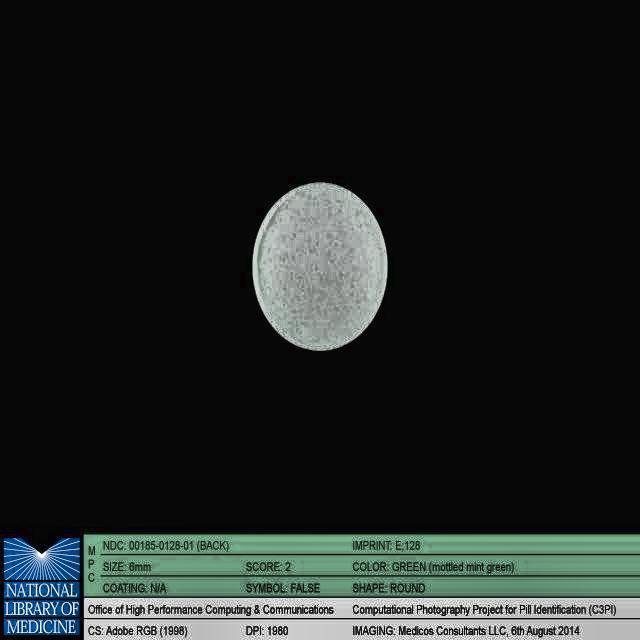 NDC: 00185-0128-01 (BACK) IMPRINT: E;128
MPC
SIZE: 6mm SCORE: 2 COLOR: GREEN (mottled mint green)
COATING: N/A SYMBOL: FALSE SHAPE: ROUND
NATIONAL
LIBRARY OF
MEDICINE
Office of High Performance Computing & Communications Computational Photography Project for Pill Identification (C3PI)
CS: Adobe RGB (1998) DPI: 1960 IMAGING: Medicos Consultants LLC, 6th August 2014